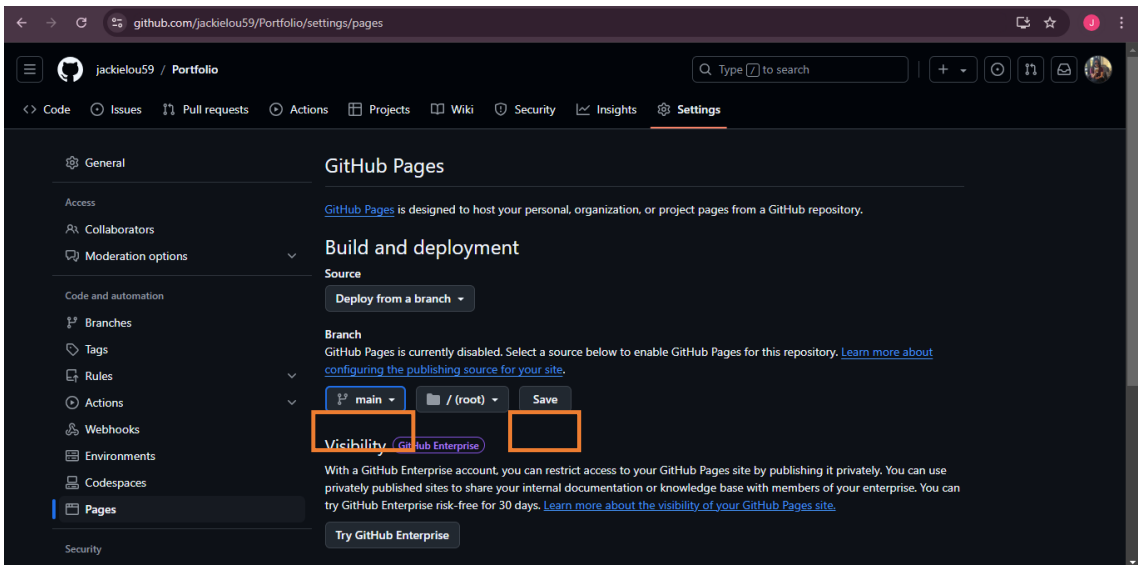 github.com/jackielou59/Portfolio/settings/pages
J
jackielou59 / Portfolio
Type / to search
Code Issues Pull requests Actions Projects Wiki Security Insights Settings
General
Access
Collaborators
Moderation options
Code and automation
Branches
Tags
Rules
Actions
Webhooks
Environments
Codespaces
Pages
Security
GitHub Pages
GitHub Pages is designed to host your personal, organization, or project pages from a GitHub repository.
Build and deployment
Source
Deploy from a branch
Branch
GitHub Pages is currently disabled. Select a source below to enable GitHub Pages for this repository. Learn more about
configuring the publishing source for your site.
main / (root) Save
Visibility GitHub Enterprise
With a GitHub Enterprise account, you can restrict access to your GitHub Pages site by publishing it privately. You can use
privately published sites to share your internal documentation or knowledge base with members of your enterprise. You can
try GitHub Enterprise risk-free for 30 days. Learn more about the visibility of your GitHub Pages site.
Try GitHub Enterprise